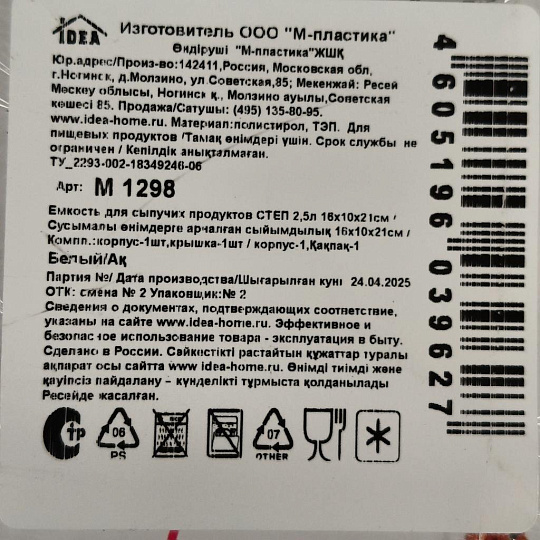 IDEA
Изготовитель ООО "М-пластика"
Өндіруші "М-пластика"ЖШҚ
Юр.адрес/Произ-во:142411,Россия, Московская обл,
г.Ногинск, д.Молзино, ул.Советская,85; Мекенжай: Ресей
Мәскеу облысы, Ногинск қ., Молзино ауылы,Советская
көшесі 85. Продажа/Сатушы: (495) 135-80-95.
www.idea-home.ru. Материал:полистирол, ТЭП. Для
пищевых продуктов /Тамақ өнімдері үшін. Срок службы не
ограничен / Қолжетім анықталмаған.
ТУ_2293-002-18349246-06
Арт: М 1298
Емкость для сыпучих продуктов СТЕП 2,5л 16х10х21см /
Сусымалы өнімдерге арналған сыйымдылық 16х10х21см /
Компл.:корпус-1шт,крышка-1шт / корпус-1,Қақпақ-1
Белый/Ақ
Партия №/ Дата производства/Шығарылған күні 24.04.2025
ОТК: смена № 2 Упаковщик:№ 2
Сведения о документах, подтверждающих соответствие,
указаны на сайте www.idea-home.ru. Эффективное и
безопасное использование товара - эксплуатация в быту.
Сделано в России. Сәйкестікті растайтын құжаттар туралы
ақпарат осы сайтта www.idea-home.ru. Өнімді тиімді және
қауіпсіз пайдалану - күнделікті тұрмыста қолданылады
Ресейде жасалған.
06
PS
07
OTHER
4605196039627